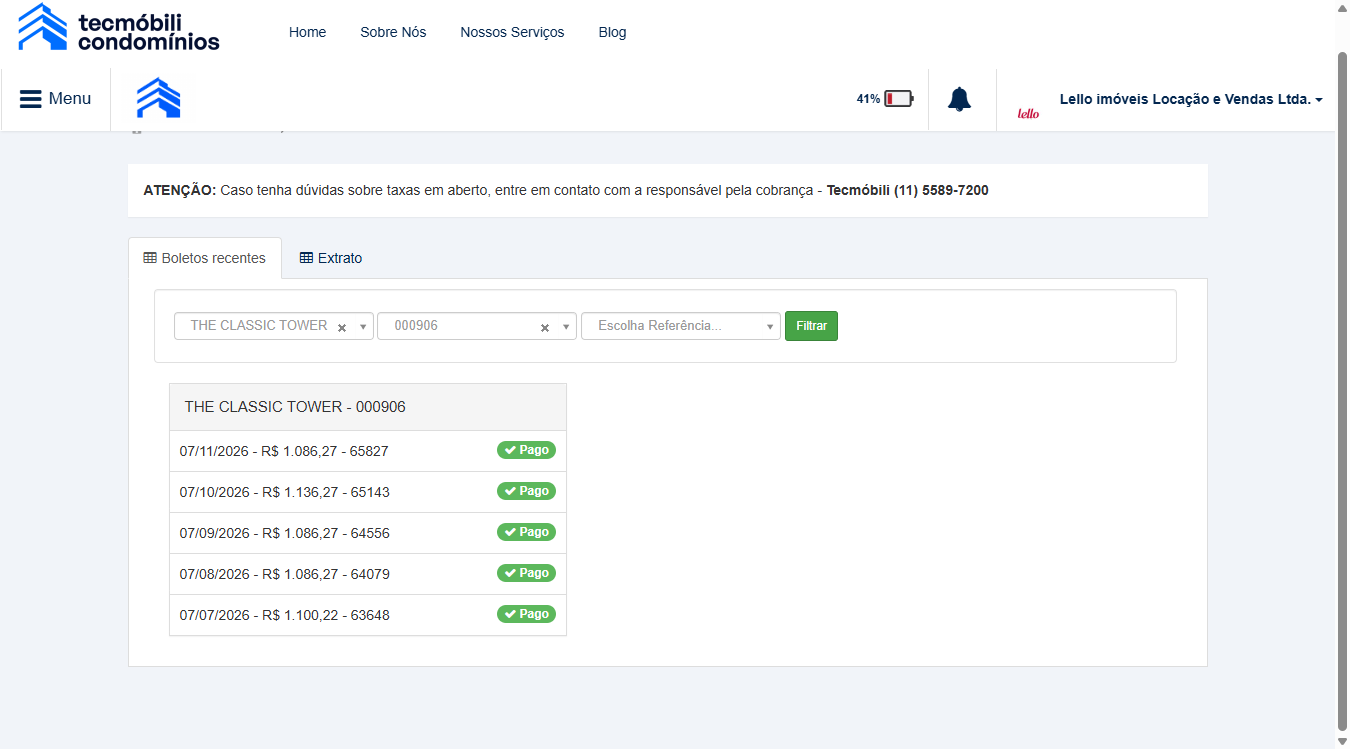 tecmóbili
condomínios
Home
Sobre Nós
Nossos Serviços
Blog
Menu
41%
lello
Lello imóveis Locação e Vendas Ltda.
ATENÇÃO: Caso tenha dúvidas sobre taxas em aberto, entre em contato com a responsável pela cobrança - Tecmóbili (11) 5589-7200
Boletos recentes
Extrato
THE CLASSIC TOWER
000906
Escolha Referência...
Filtrar
THE CLASSIC TOWER - 000906
07/11/2026 - R$ 1.086,27 - 65827 Pago
07/10/2026 - R$ 1.136,27 - 65143 Pago
07/09/2026 - R$ 1.086,27 - 64556 Pago
07/08/2026 - R$ 1.086,27 - 64079 Pago
07/07/2026 - R$ 1.100,22 - 63648 Pago